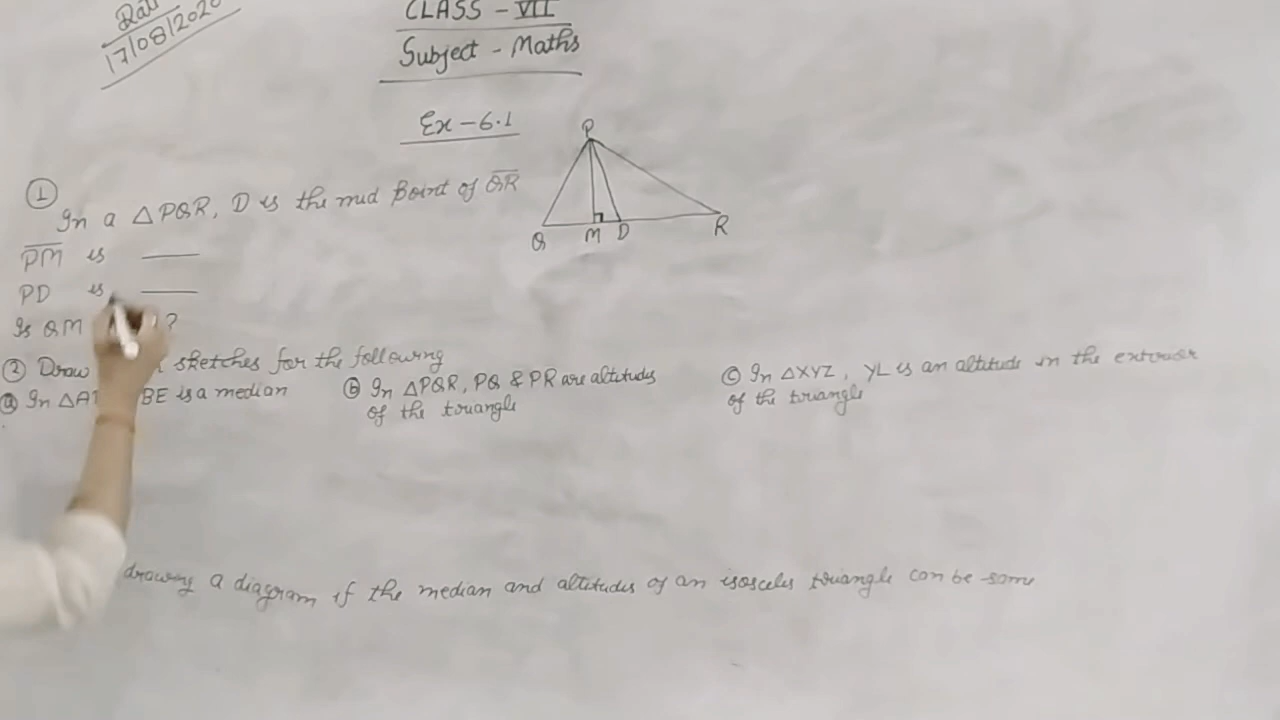 17/08/2020
CLASS - VII
Subject - Maths
Ex - 6.1
P
Q M D R
① In a △PQR, D is the mid Point of QR
PM is ____
PD is ____
Is QM ?
② Draw sketches for the following
ⓐ In △A BE is a median
ⓑ In △PQR, PQ & PR are altitudes
of the triangle
ⓒ In △XYZ, YL is an altitude in the exterior
of the triangle
drawing a diagram if the median and altitudes of an isosceles triangle can be same